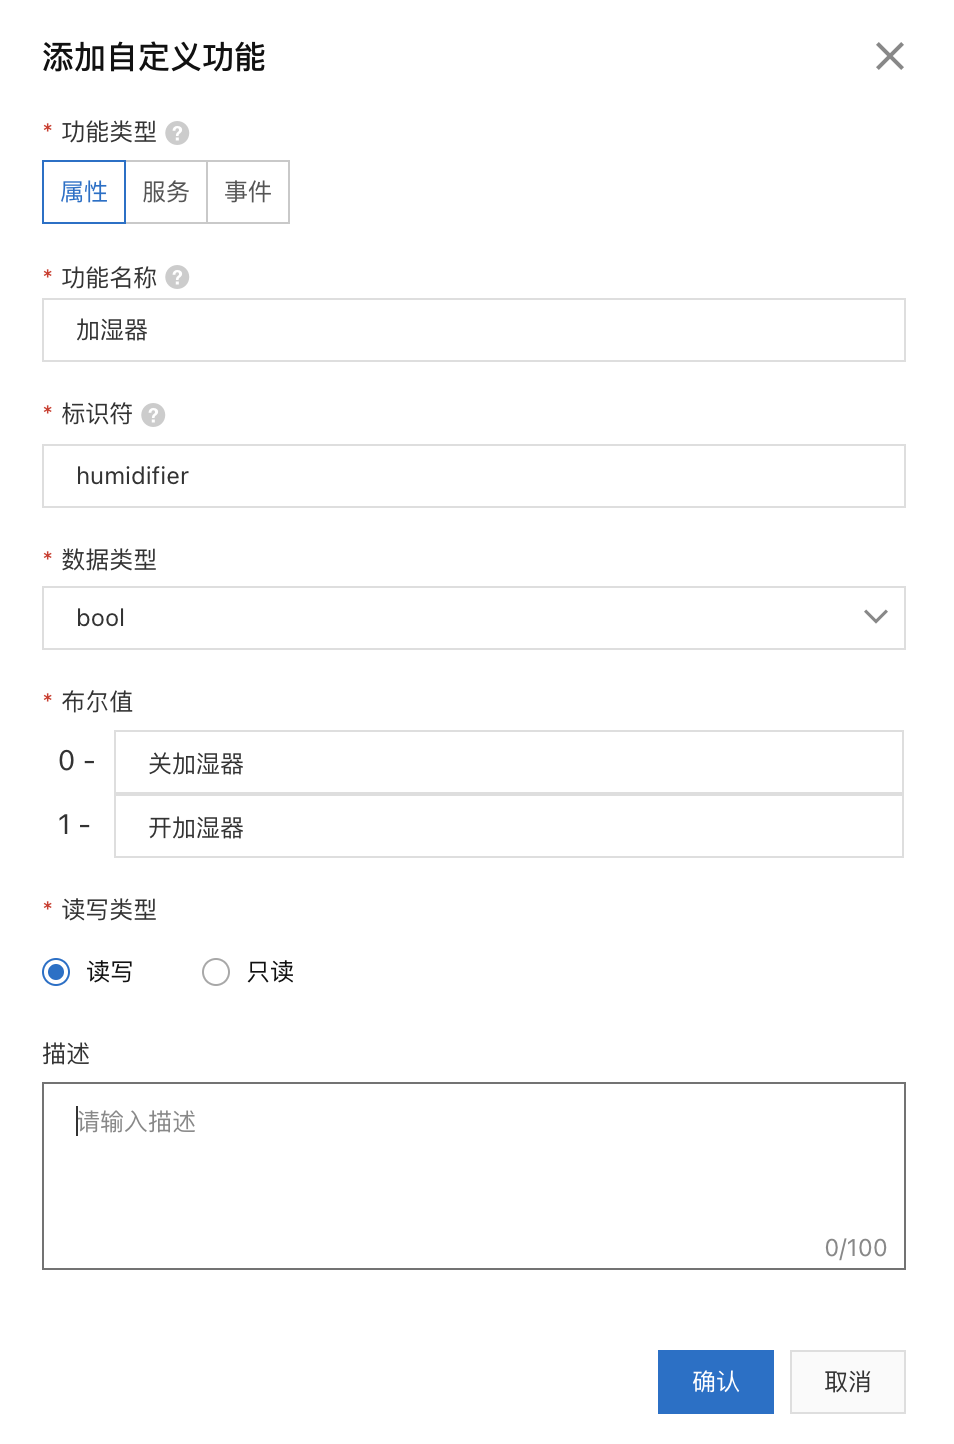 添加自定义功能
* 功能类型 ?
属性 服务 事件
* 功能名称 ?
加湿器
* 标识符 ?
humidifier
* 数据类型
bool
* 布尔值
0 - 关加湿器
1 - 开加湿器
* 读写类型
读写 只读
描述
请输入描述
0/100
确认 取消